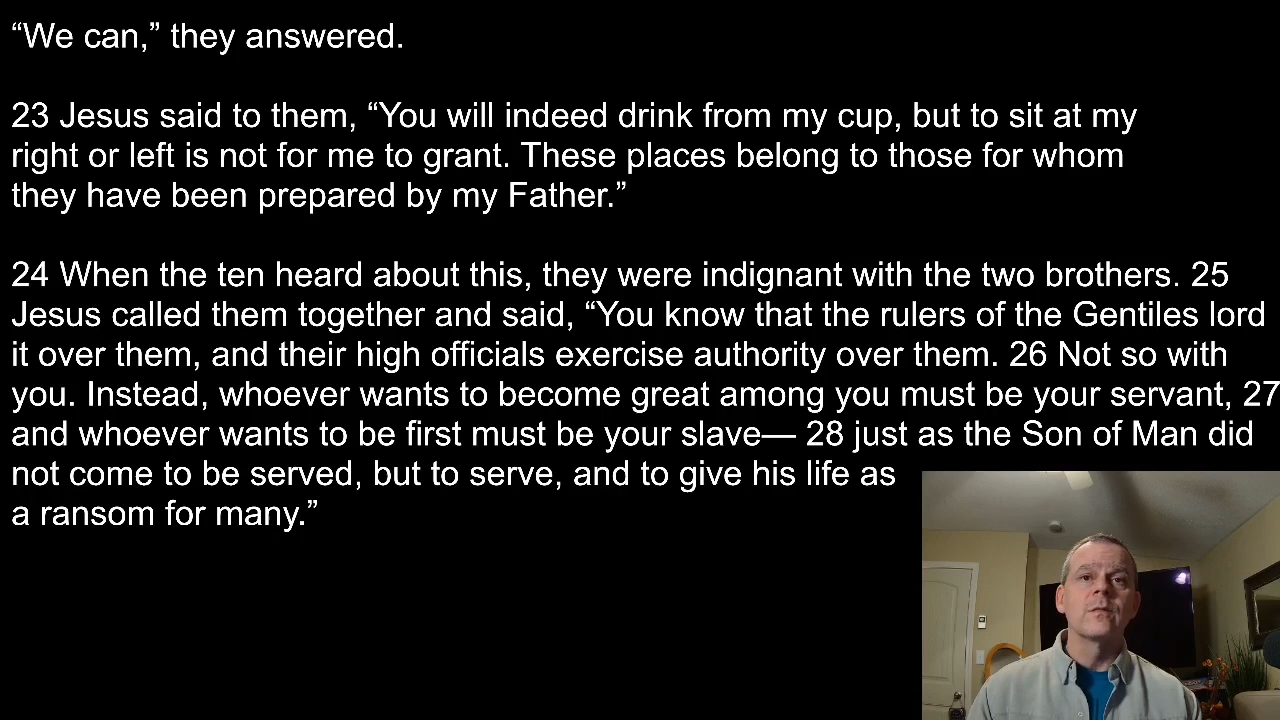 “We can,” they answered.
23 Jesus said to them, “You will indeed drink from my cup, but to sit at my
right or left is not for me to grant. These places belong to those for whom
they have been prepared by my Father.”
24 When the ten heard about this, they were indignant with the two brothers. 25
Jesus called them together and said, “You know that the rulers of the Gentiles lord
it over them, and their high officials exercise authority over them. 26 Not so with
you. Instead, whoever wants to become great among you must be your servant, 27
and whoever wants to be first must be your slave— 28 just as the Son of Man did
not come to be served, but to serve, and to give his life as
a ransom for many.”